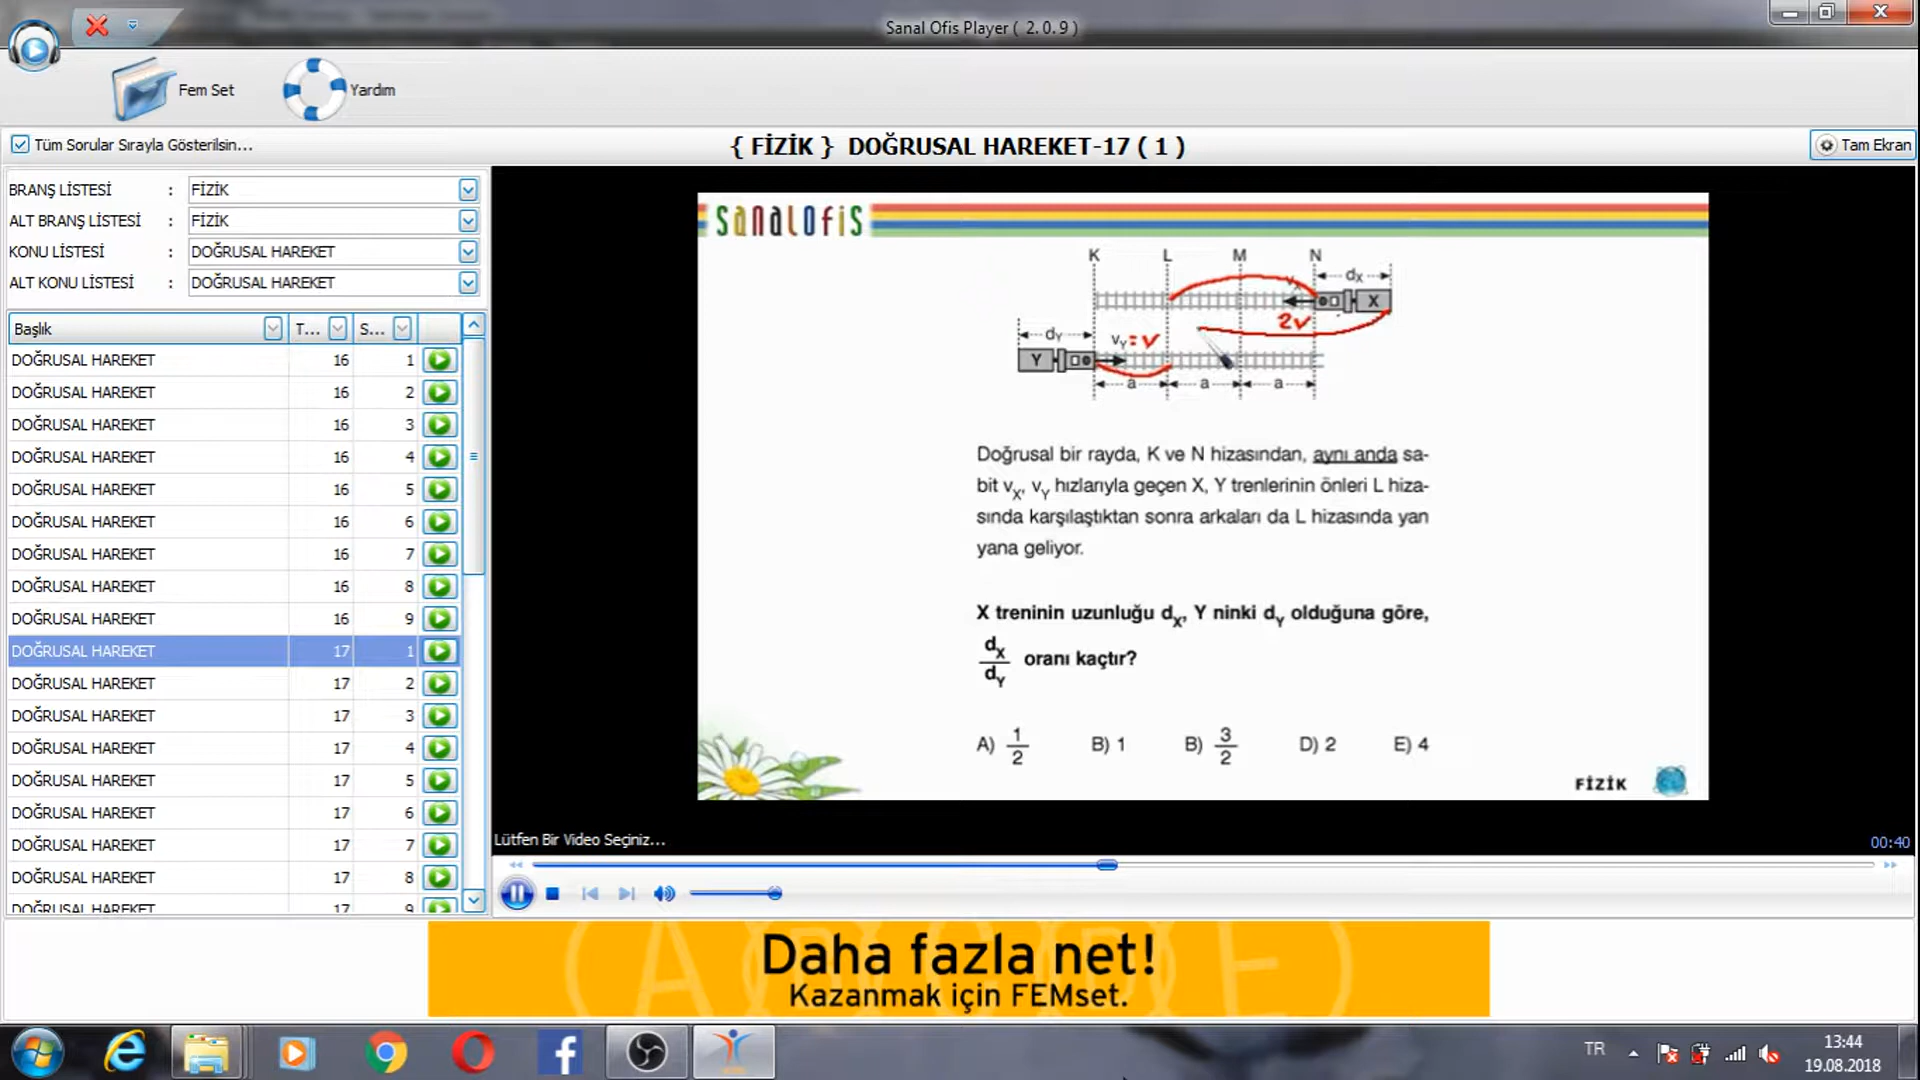 Sanal Ofis Player ( 2.0.9 )
Fem Set
Yardım
Tüm Sorular Sırayla Gösterilsin...
{ FİZİK } DOĞRUSAL HAREKET-17 ( 1 )
Tam Ekran
BRANŞ LİSTESİ : FİZİK
ALT BRANŞ LİSTESİ : FİZİK
KONU LİSTESİ : DOĞRUSAL HAREKET
ALT KONU LİSTESİ : DOĞRUSAL HAREKET
Başlık T... S...
DOĞRUSAL HAREKET 16 1
DOĞRUSAL HAREKET 16 2
DOĞRUSAL HAREKET 16 3
DOĞRUSAL HAREKET 16 4
DOĞRUSAL HAREKET 16 5
DOĞRUSAL HAREKET 16 6
DOĞRUSAL HAREKET 16 7
DOĞRUSAL HAREKET 16 8
DOĞRUSAL HAREKET 16 9
DOĞRUSAL HAREKET 17 1
DOĞRUSAL HAREKET 17 2
DOĞRUSAL HAREKET 17 3
DOĞRUSAL HAREKET 17 4
DOĞRUSAL HAREKET 17 5
DOĞRUSAL HAREKET 17 6
DOĞRUSAL HAREKET 17 7
DOĞRUSAL HAREKET 17 8
DOĞRUSAL HAREKET 17 9
sanalofis
K L M N
dX
X
2v
dY
vY = v
Y
a a a
Doğrusal bir rayda, K ve N hizasından, aynı anda sa-
bit vX, vY hızlarıyla geçen X, Y trenlerinin önleri L hiza-
sında karşılaştıktan sonra arkaları da L hizasında yan
yana geliyor.
X treninin uzunluğu dX, Y ninki dY olduğuna göre,
dX/dY oranı kaçtır?
A) 1/2 B) 1 B) 3/2 D) 2 E) 4
FİZİK
Lütfen Bir Video Seçiniz...
00:40
A B C D E
Daha fazla net!
Kazanmak için FEMset.
TR
13:44
19.08.2018